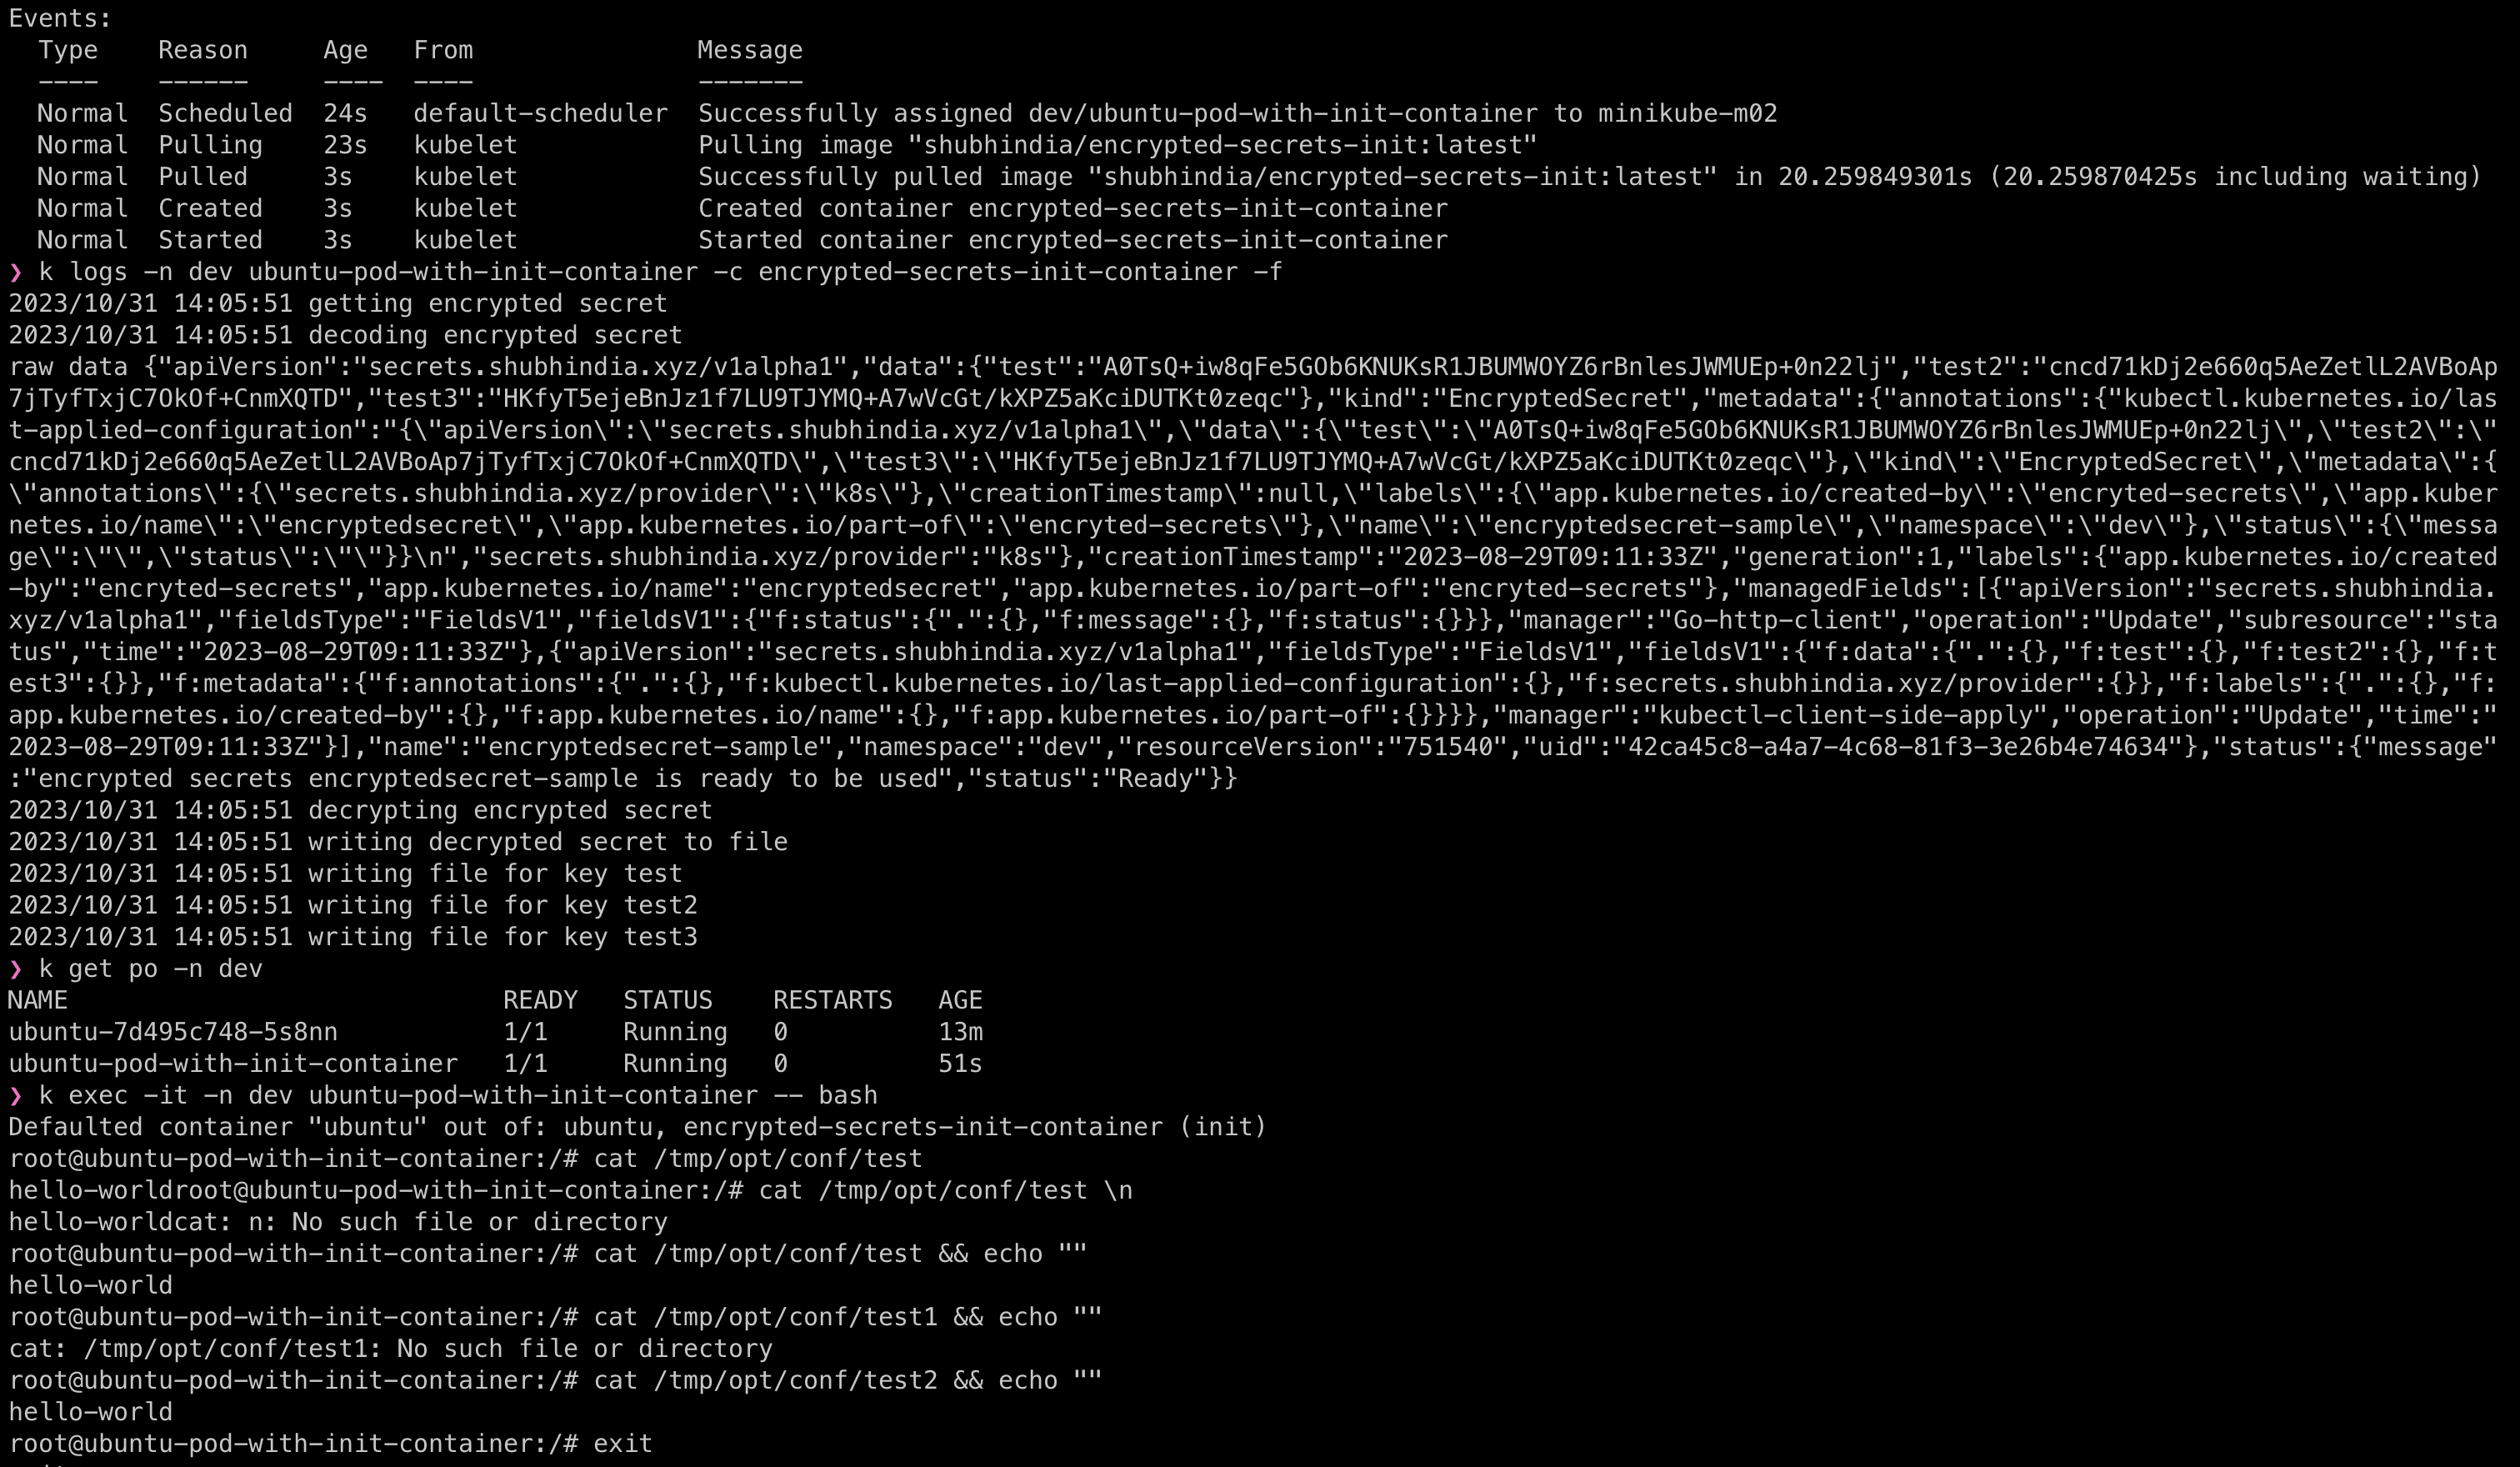 Events:
  Type    Reason     Age   From               Message
  ----    ------     ----  ----               -------
  Normal  Scheduled  24s   default-scheduler  Successfully assigned dev/ubuntu-pod-with-init-container to minikube-m02
  Normal  Pulling    23s   kubelet            Pulling image "shubhindia/encrypted-secrets-init:latest"
  Normal  Pulled     3s    kubelet            Successfully pulled image "shubhindia/encrypted-secrets-init:latest" in 20.259849301s (20.259870425s including waiting)
  Normal  Created    3s    kubelet            Created container encrypted-secrets-init-container
  Normal  Started    3s    kubelet            Started container encrypted-secrets-init-container
❯ k logs -n dev ubuntu-pod-with-init-container -c encrypted-secrets-init-container -f
2023/10/31 14:05:51 getting encrypted secret
2023/10/31 14:05:51 decoding encrypted secret
raw data {"apiVersion":"secrets.shubhindia.xyz/v1alpha1","data":{"test":"A0TsQ+iw8qFe5GOb6KNUKsR1JBUMWOYZ6rBnlesJWMUEp+0n22lj","test2":"cncd71kDj2e660q5AeZetlL2AVBoAp
7jTyfTxjC7OkOf+CnmXQTD","test3":"HKfyT5ejeBnJz1f7LU9TJYMQ+A7wVcGt/kXPZ5aKciDUTKt0zeqc"},"kind":"EncryptedSecret","metadata":{"annotations":{"kubectl.kubernetes.io/las
t-applied-configuration":"{\"apiVersion\":\"secrets.shubhindia.xyz/v1alpha1\",\"data\":{\"test\":\"A0TsQ+iw8qFe5GOb6KNUKsR1JBUMWOYZ6rBnlesJWMUEp+0n22lj\",\"test2\":\"
cncd71kDj2e660q5AeZetlL2AVBoAp7jTyfTxjC7OkOf+CnmXQTD\",\"test3\":\"HKfyT5ejeBnJz1f7LU9TJYMQ+A7wVcGt/kXPZ5aKciDUTKt0zeqc\"},\"kind\":\"EncryptedSecret\",\"metadata\":{
\"annotations\":{\"secrets.shubhindia.xyz/provider\":\"k8s\"},\"creationTimestamp\":null,\"labels\":{\"app.kubernetes.io/created-by\":\"encryted-secrets\",\"app.kuber
netes.io/name\":\"encryptedsecret\",\"app.kubernetes.io/part-of\":\"encryted-secrets\"},\"name\":\"encryptedsecret-sample\",\"namespace\":\"dev\"},\"status\":{\"messa
ge\":\"\",\"status\":\"\"}}\n","secrets.shubhindia.xyz/provider":"k8s"},"creationTimestamp":"2023-08-29T09:11:33Z","generation":1,"labels":{"app.kubernetes.io/created
-by":"encryted-secrets","app.kubernetes.io/name":"encryptedsecret","app.kubernetes.io/part-of":"encryted-secrets"},"managedFields":[{"apiVersion":"secrets.shubhindia.
xyz/v1alpha1","fieldsType":"FieldsV1","fieldsV1":{"f:status":{".":{},"f:message":{},"f:status":{}}},"manager":"Go-http-client","operation":"Update","subresource":"sta
tus","time":"2023-08-29T09:11:33Z"},{"apiVersion":"secrets.shubhindia.xyz/v1alpha1","fieldsType":"FieldsV1","fieldsV1":{"f:data":{".":{},"f:test":{},"f:test2":{},"f:t
est3":{}},"f:metadata":{"f:annotations":{".":{},"f:kubectl.kubernetes.io/last-applied-configuration":{},"f:secrets.shubhindia.xyz/provider":{}},"f:labels":{".":{},"f:
app.kubernetes.io/created-by":{},"f:app.kubernetes.io/name":{},"f:app.kubernetes.io/part-of":{}}}},"manager":"kubectl-client-side-apply","operation":"Update","time":"
2023-08-29T09:11:33Z"}],"name":"encryptedsecret-sample","namespace":"dev","resourceVersion":"751540","uid":"42ca45c8-a4a7-4c68-81f3-3e26b4e74634"},"status":{"message"
:"encrypted secrets encryptedsecret-sample is ready to be used","status":"Ready"}}
2023/10/31 14:05:51 decrypting encrypted secret
2023/10/31 14:05:51 writing decrypted secret to file
2023/10/31 14:05:51 writing file for key test
2023/10/31 14:05:51 writing file for key test2
2023/10/31 14:05:51 writing file for key test3
❯ k get po -n dev
NAME                             READY   STATUS    RESTARTS   AGE
ubuntu-7d495c748-5s8nn           1/1     Running   0          13m
ubuntu-pod-with-init-container   1/1     Running   0          51s
❯ k exec -it -n dev ubuntu-pod-with-init-container -- bash
Defaulted container "ubuntu" out of: ubuntu, encrypted-secrets-init-container (init)
root@ubuntu-pod-with-init-container:/# cat /tmp/opt/conf/test
hello-worldroot@ubuntu-pod-with-init-container:/# cat /tmp/opt/conf/test \n
hello-worldcat: n: No such file or directory
root@ubuntu-pod-with-init-container:/# cat /tmp/opt/conf/test && echo ""
hello-world
root@ubuntu-pod-with-init-container:/# cat /tmp/opt/conf/test1 && echo ""
cat: /tmp/opt/conf/test1: No such file or directory
root@ubuntu-pod-with-init-container:/# cat /tmp/opt/conf/test2 && echo ""
hello-world
root@ubuntu-pod-with-init-container:/# exit